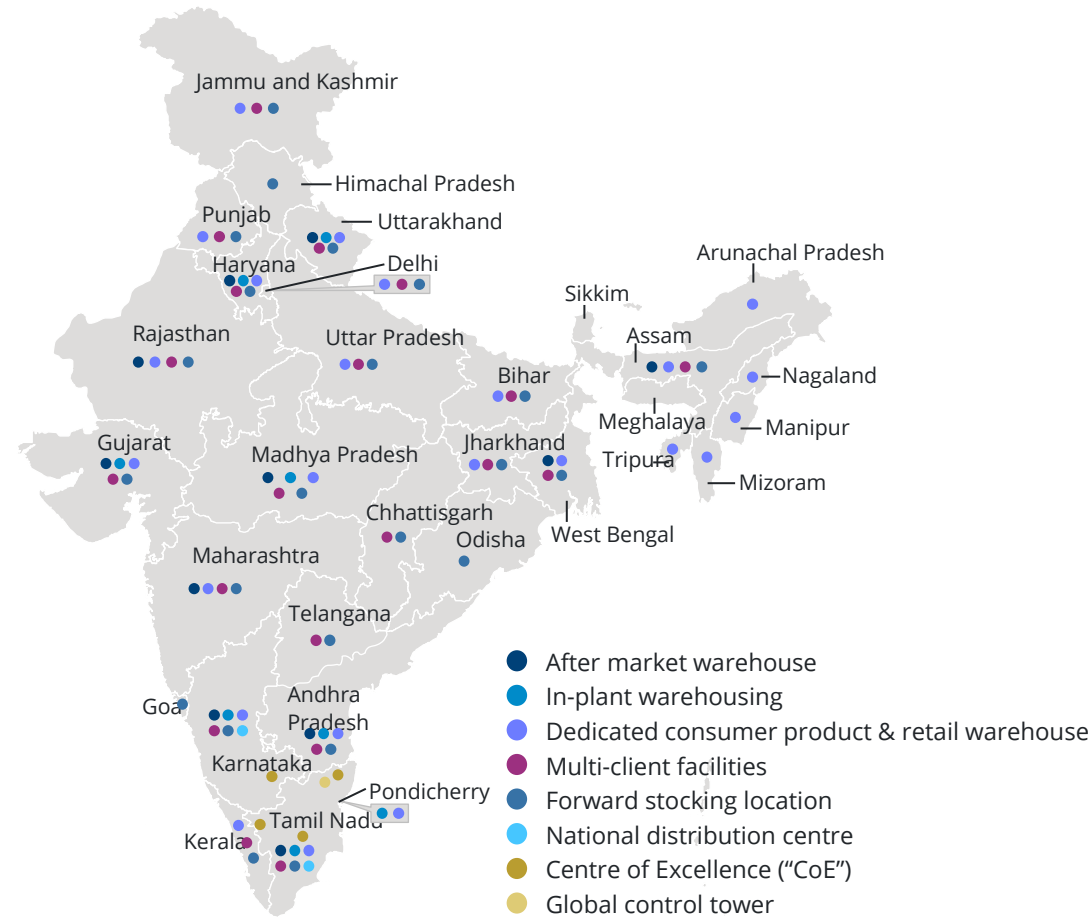 Jammu and Kashmir
Himachal Pradesh
Punjab
Uttarakhand
Haryana
Delhi
Arunachal Pradesh
Sikkim
Rajasthan
Uttar Pradesh
Assam
Bihar
Nagaland
Meghalaya
Manipur
Gujarat
Madhya Pradesh
Jharkhand
Tripura
Mizoram
Chhattisgarh
West Bengal
Odisha
Maharashtra
Telangana
Goa
Andhra
Pradesh
Karnataka
Pondicherry
Tamil Nadu
Kerala
After market warehouse
In-plant warehousing
Dedicated consumer product & retail warehouse
Multi-client facilities
Forward stocking location
National distribution centre
Centre of Excellence (“CoE”)
Global control tower